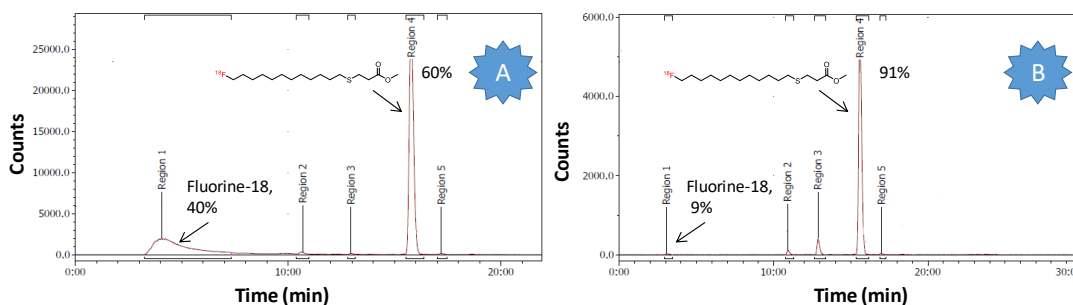 Counts
25000.0
20000.0
15000.0
10000.0
5000.0
0.0
0:00
10:00
20:00
Time (min)
Region 1
Region 2
Region 3
Region 4
Region 5
18F
S
O
O
60%
Fluorine-18,
40%
A
Counts
6000.0
4000.0
2000.0
0.0
0:00
10:00
20:00
30:00
Time (min)
Region 1
Region 2
Region 3
Region 4
Region 5
18F
S
O
O
91%
Fluorine-18,
9%
B